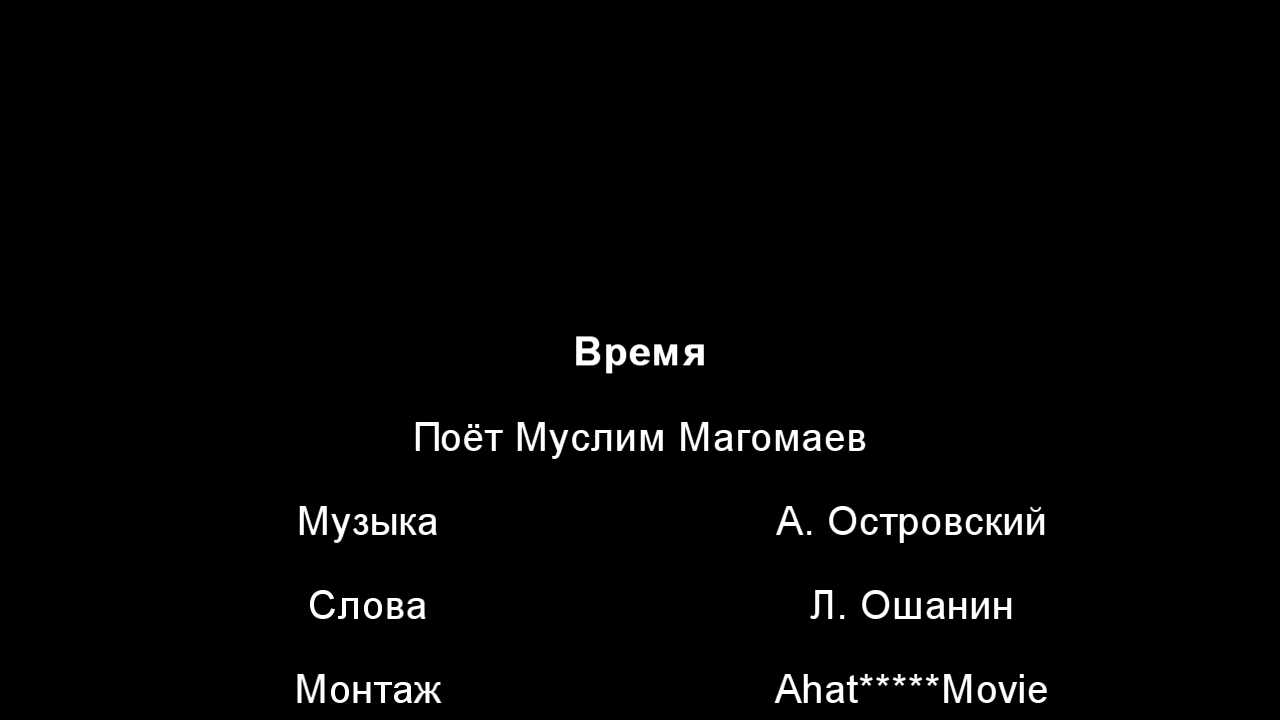 Время
Поёт Муслим Магомаев
Музыка А. Островский
Слова Л. Ошанин
Монтаж Ahat*****Movie